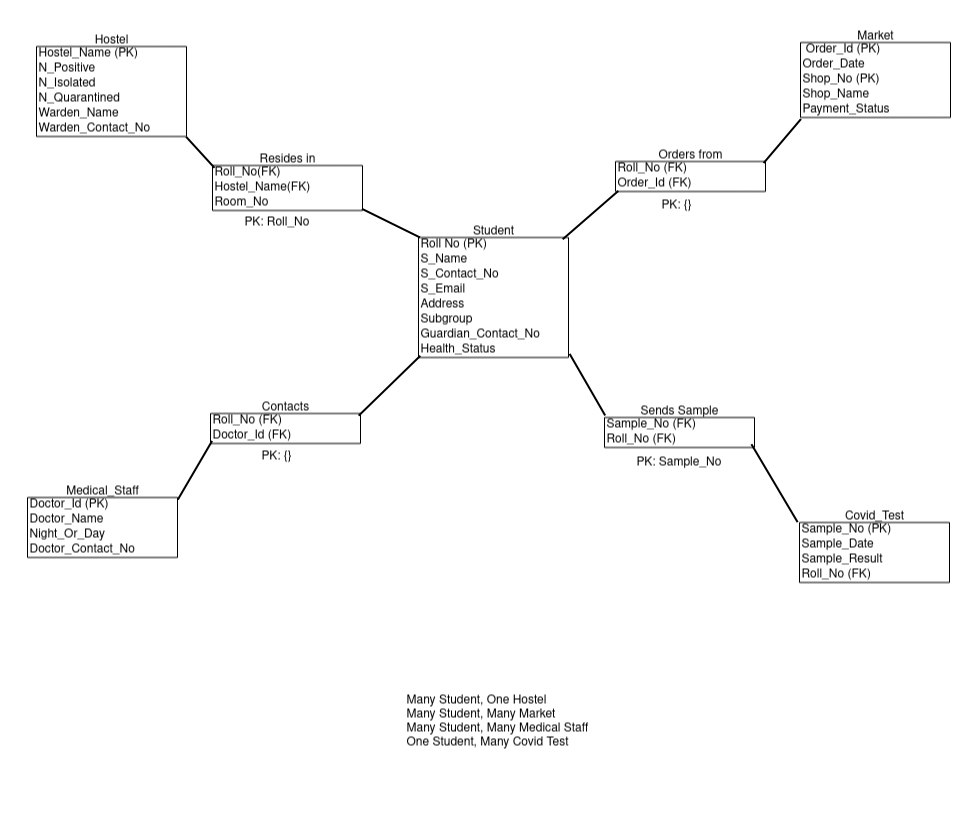 Hostel
Hostel_Name (PK)
N_Positive
N_Isolated
N_Quarantined
Warden_Name
Warden_Contact_No
Market
Order_Id (PK)
Order_Date
Shop_No (PK)
Shop_Name
Payment_Status
Resides in
Roll_No(FK)
Hostel_Name(FK)
Room_No
PK: Roll_No
Orders from
Roll_No (FK)
Order_Id (FK)
PK: {}
Student
Roll No (PK)
S_Name
S_Contact_No
S_Email
Address
Subgroup
Guardian_Contact_No
Health_Status
Contacts
Roll_No (FK)
Doctor_Id (FK)
PK: {}
Sends Sample
Sample_No (FK)
Roll_No (FK)
PK: Sample_No
Medical_Staff
Doctor_Id (PK)
Doctor_Name
Night_Or_Day
Doctor_Contact_No
Covid_Test
Sample_No (PK)
Sample_Date
Sample_Result
Roll_No (FK)
Many Student, One Hostel
Many Student, Many Market
Many Student, Many Medical Staff
One Student, Many Covid Test